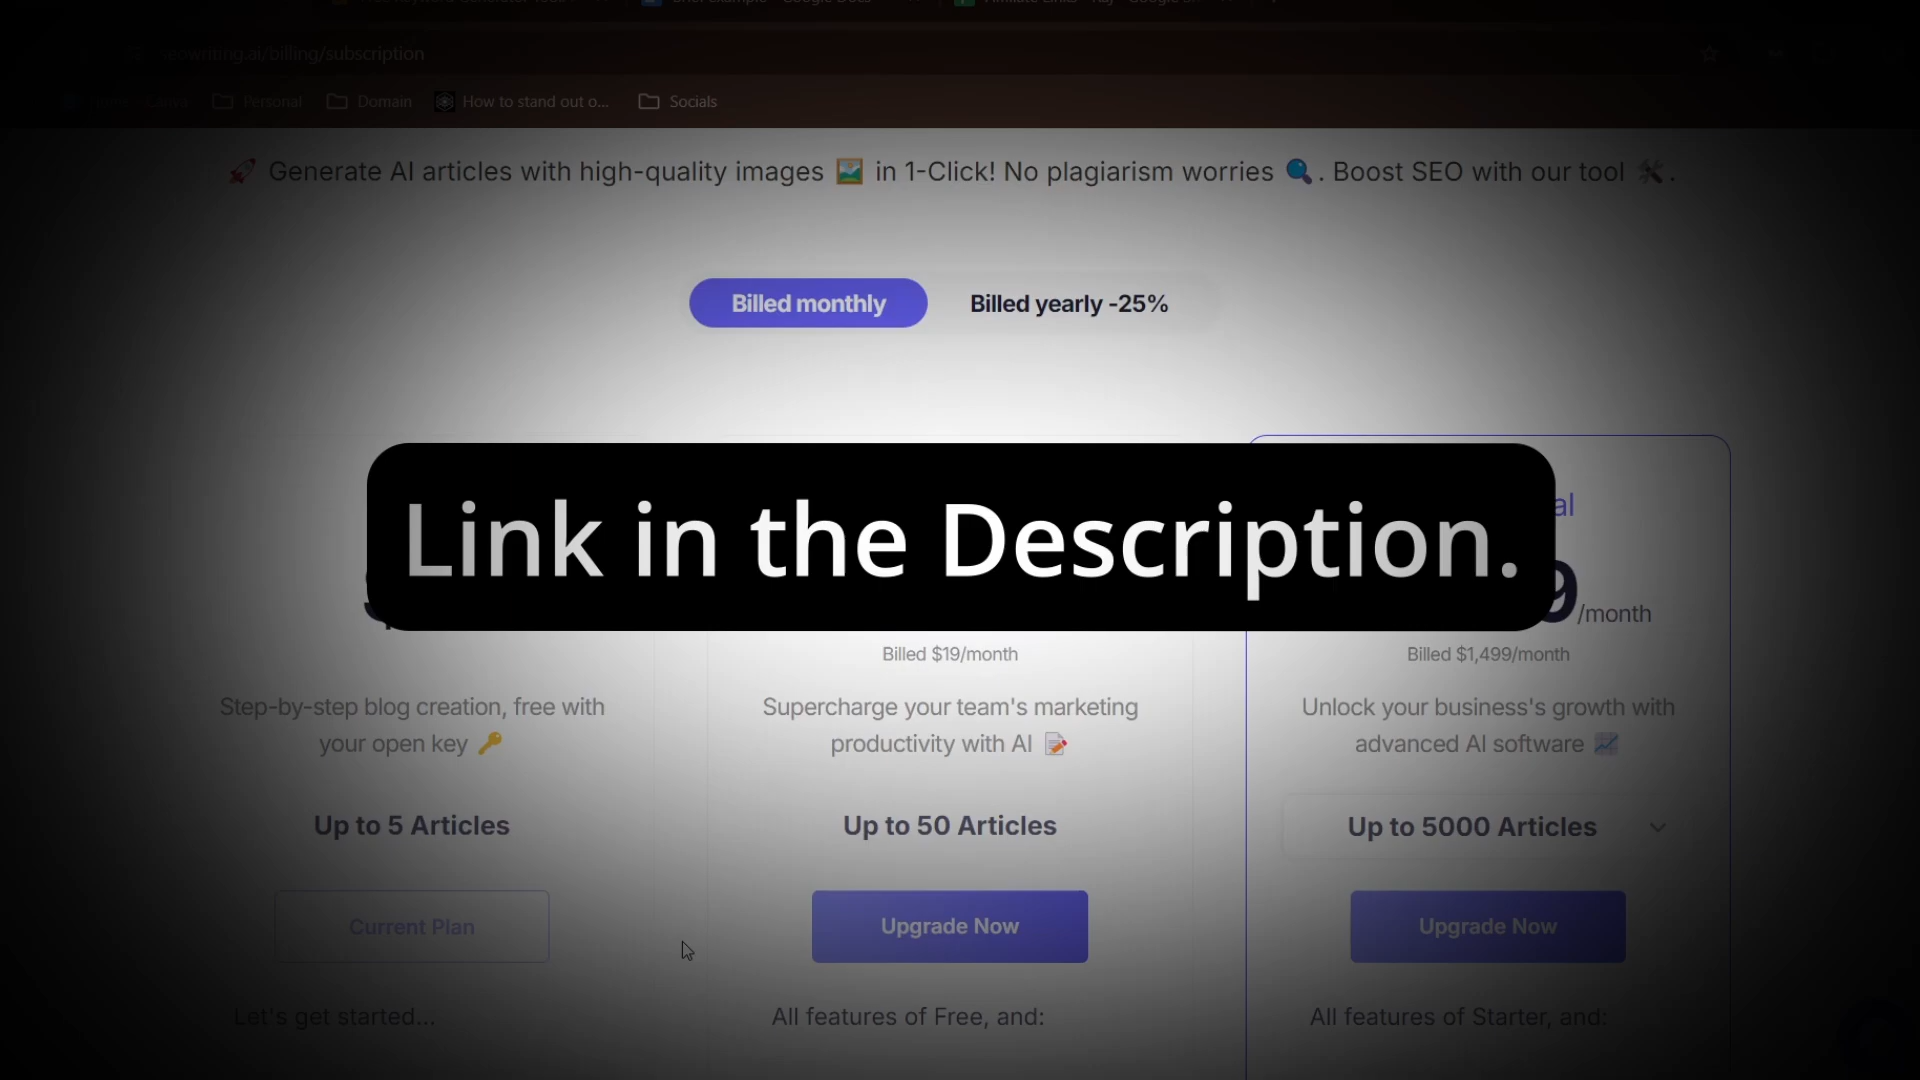 seowriting.ai/billing/subscription
Personal
Domain
How to stand out o...
Socials
🚀 Generate AI articles with high-quality images 🖼️ in 1-Click! No plagiarism worries 🔍. Boost SEO with our tool 🛠️.
Billed monthly
Billed yearly -25%
Link in the Description.
/month
Billed $19/month
Billed $1,499/month
Step-by-step blog creation, free with
your open key 🔑
Supercharge your team's marketing
productivity with AI 📝
Unlock your business's growth with
advanced AI software 📈
Up to 5 Articles
Up to 50 Articles
Up to 5000 Articles
Current Plan
Upgrade Now
Upgrade Now
Let's get started...
All features of Free, and:
All features of Starter, and: